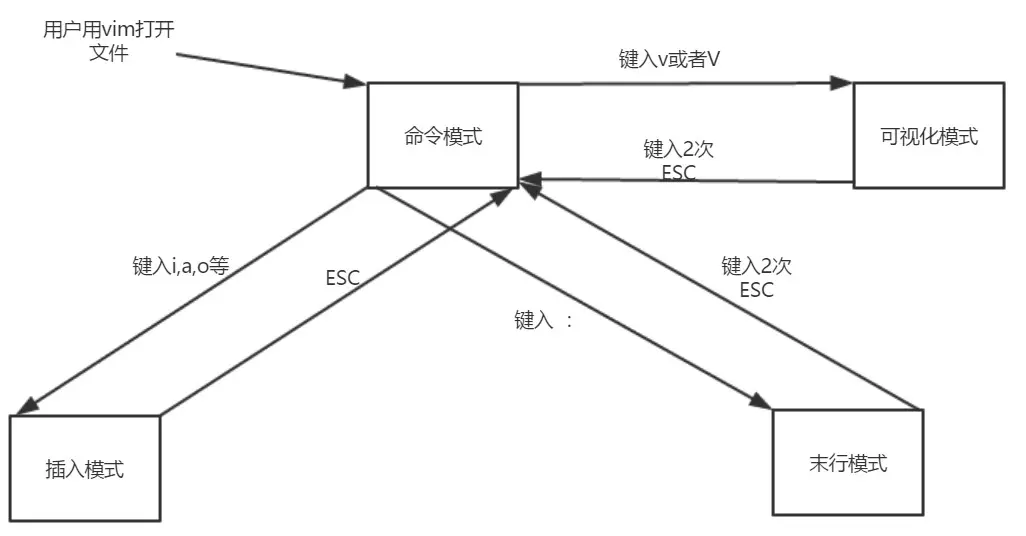 用户用vim打开
文件
键入v或者V
命令模式
可视化模式
键入2次
ESC
键入i,a,o等
ESC
键入2次
ESC
键入 :
插入模式
末行模式